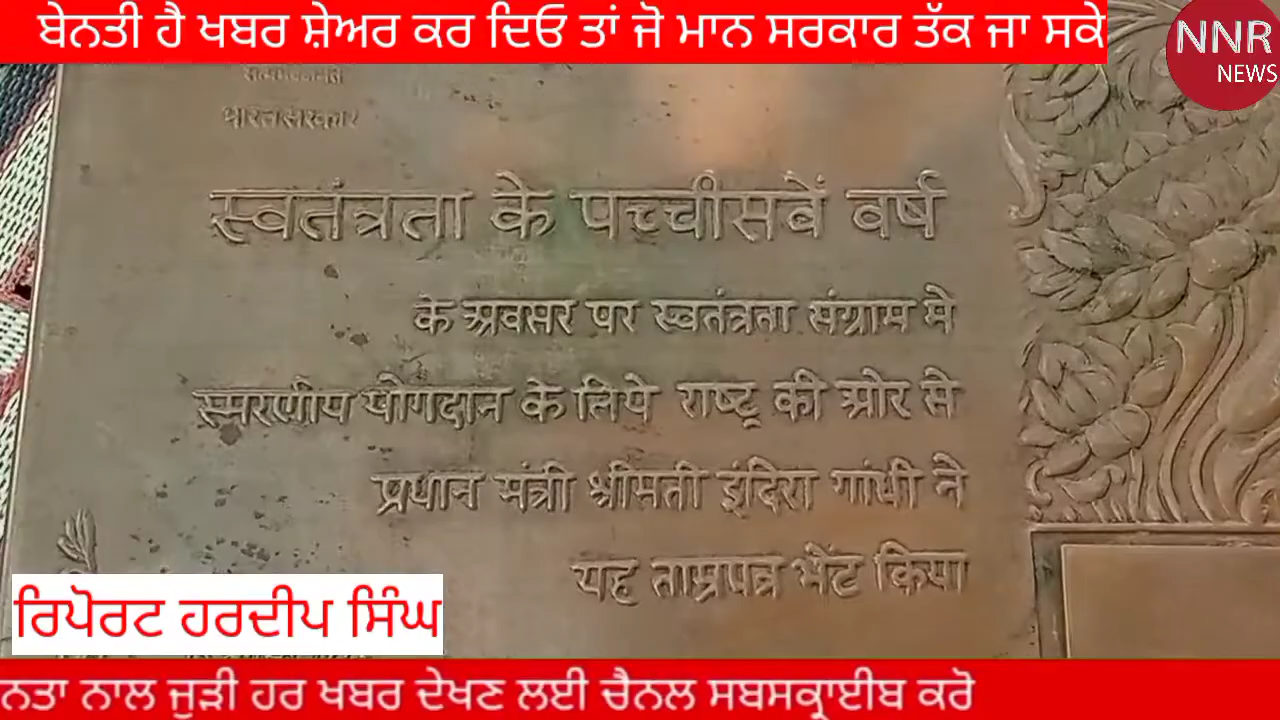 ਬੇਨਤੀ ਹੈ ਖਬਰ ਸ਼ੇਅਰ ਕਰ ਦਿਓ ਤਾਂ ਜੋ ਮਾਨ ਸਰਕਾਰ ਤੱਕ ਜਾ ਸਕੇ
NNR
NEWS
भारत सरकार
स्वतंत्रता के पच्चीसवें वर्ष
के अवसर पर स्वतंत्रता संग्राम मे
स्मरणीय योगदान के लिये राष्ट्र की ओर से
प्रधान मंत्री श्रीमती इंदिरा गांधी ने
यह ताम्रपत्र भेंट किया
ਰਿਪੋਰਟ ਹਰਦੀਪ ਸਿੰਘ
ਨਤਾ ਨਾਲ ਜੁੜੀ ਹਰ ਖਬਰ ਦੇਖਣ ਲਈ ਚੈਨਲ ਸਬਸਕ੍ਰਾਈਬ ਕਰੋ